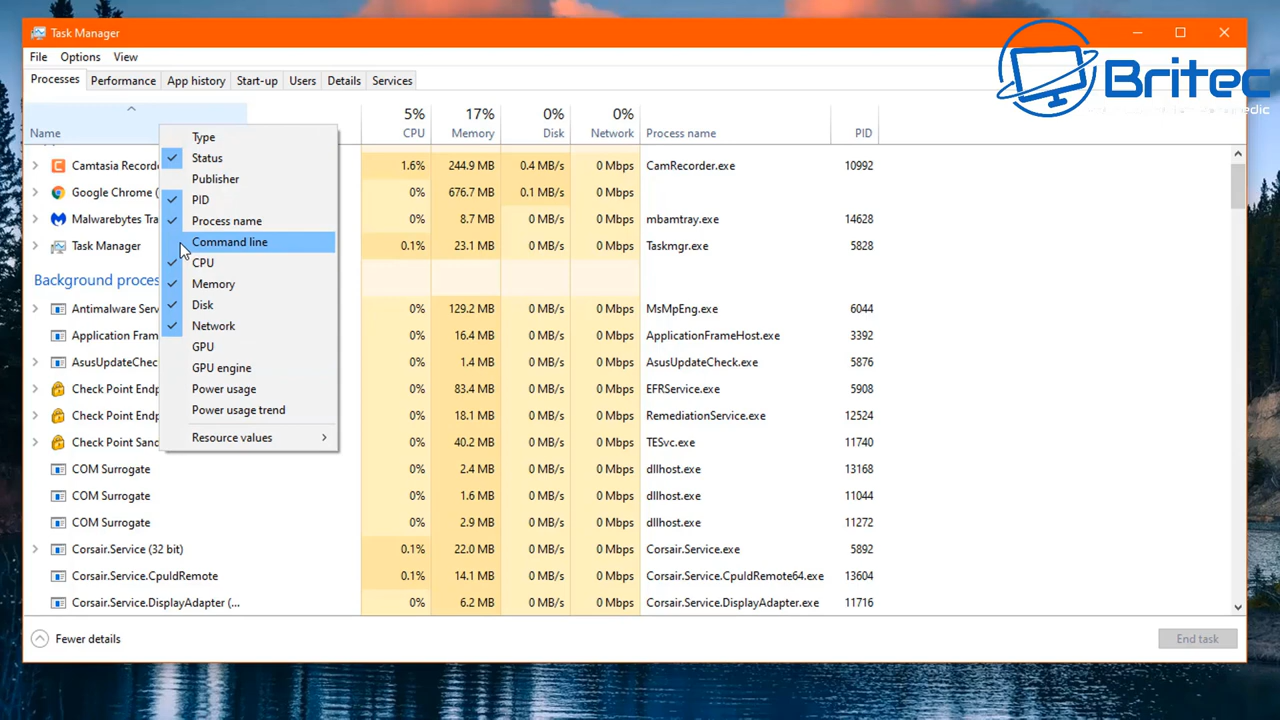 Task Manager
Britec
edic
File Options View
Processes Performance App history Start-up Users Details Services
5% 17% 0% 0%
Name CPU Memory Disk Network Process name PID
Type
Status
Publisher
PID
Process name
Command line
CPU
Memory
Disk
Network
GPU
GPU engine
Power usage
Power usage trend
Resource values
Camtasia Recorde 1.6% 244.9 MB 0.4 MB/s 0 Mbps CamRecorder.exe 10992
Google Chrome ( 0% 676.7 MB 0.1 MB/s 0 Mbps
Malwarebytes Tra 0% 8.7 MB 0 MB/s 0 Mbps mbamtray.exe 14628
Task Manager 0.1% 23.1 MB 0 MB/s 0 Mbps Taskmgr.exe 5828
Background proces
Antimalware Serv 0% 129.2 MB 0 MB/s 0 Mbps MsMpEng.exe 6044
Application Fram 0% 16.4 MB 0 MB/s 0 Mbps ApplicationFrameHost.exe 3392
AsusUpdateChec 0% 1.4 MB 0 MB/s 0 Mbps AsusUpdateCheck.exe 5876
Check Point Endp 0% 83.4 MB 0 MB/s 0 Mbps EFRService.exe 5908
Check Point Endp 0% 18.1 MB 0 MB/s 0 Mbps RemediationService.exe 12524
Check Point Sand 0% 40.2 MB 0 MB/s 0 Mbps TESvc.exe 11740
COM Surrogate 0% 2.4 MB 0 MB/s 0 Mbps dllhost.exe 13168
COM Surrogate 0% 1.6 MB 0 MB/s 0 Mbps dllhost.exe 11044
COM Surrogate 0% 2.9 MB 0 MB/s 0 Mbps dllhost.exe 11272
Corsair.Service (32 bit) 0.1% 22.0 MB 0 MB/s 0 Mbps Corsair.Service.exe 5892
Corsair.Service.CpuIdRemote 0.1% 14.1 MB 0 MB/s 0 Mbps Corsair.Service.CpuIdRemote64.exe 13604
Corsair.Service.DisplayAdapter (... 0% 6.2 MB 0 MB/s 0 Mbps Corsair.Service.DisplayAdapter.exe 11716
Fewer details
End task